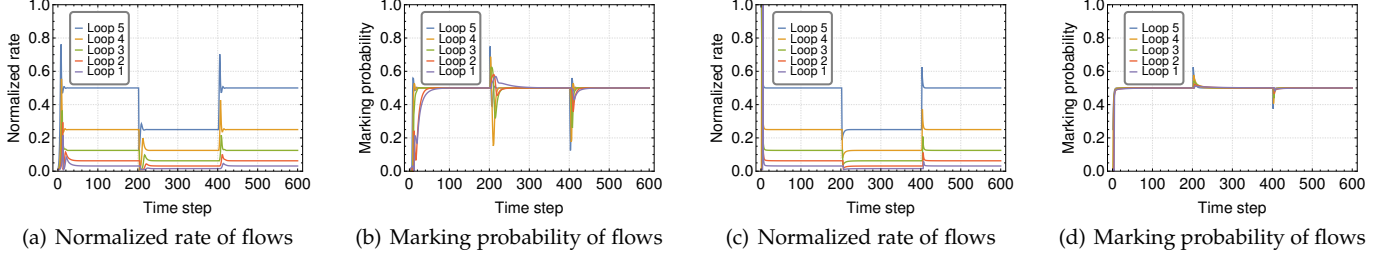 Normalized rate
1.0
0.8
0.6
0.4
0.2
0.0
Loop 5
Loop 4
Loop 3
Loop 2
Loop 1
0 100 200 300 400 500 600
Time step
(a) Normalized rate of flows
Marking probability
1.0
0.8
0.6
0.4
0.2
0.0
Loop 5
Loop 4
Loop 3
Loop 2
Loop 1
0 100 200 300 400 500 600
Time step
(b) Marking probability of flows
Normalized rate
1.0
0.8
0.6
0.4
0.2
0.0
Loop 5
Loop 4
Loop 3
Loop 2
Loop 1
0 100 200 300 400 500 600
Time step
(c) Normalized rate of flows
Marking probability
1.0
0.8
0.6
0.4
0.2
0.0
Loop 5
Loop 4
Loop 3
Loop 2
Loop 1
0 100 200 300 400 500 600
Time step
(d) Marking probability of flows